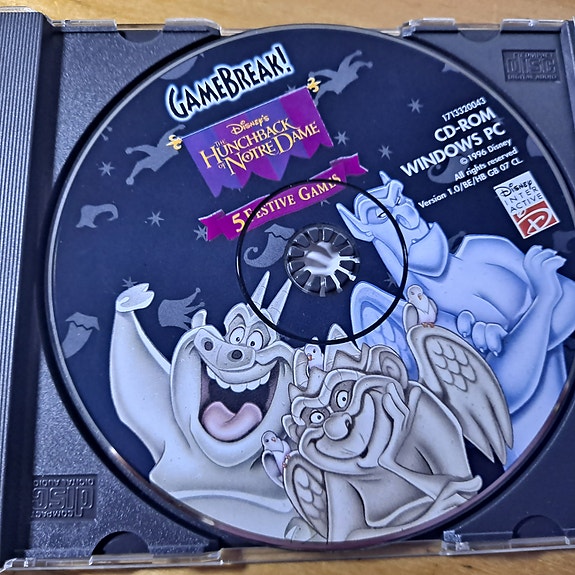 GAMEBREAK!
DISNEY'S
THE
HUNCHBACK
OF NOTRE DAME
5 FESTIVE GAMES
1713320043
CD-ROM
WINDOWS PC
© 1996 Disney
All rights reserved
Version 1.0/BE/HB GB 07 CL
Disney
INTER
ACTIVE
COMPACT
disc
DIGITAL AUDIO
COMPACT
disc
DIGITAL AUDIO